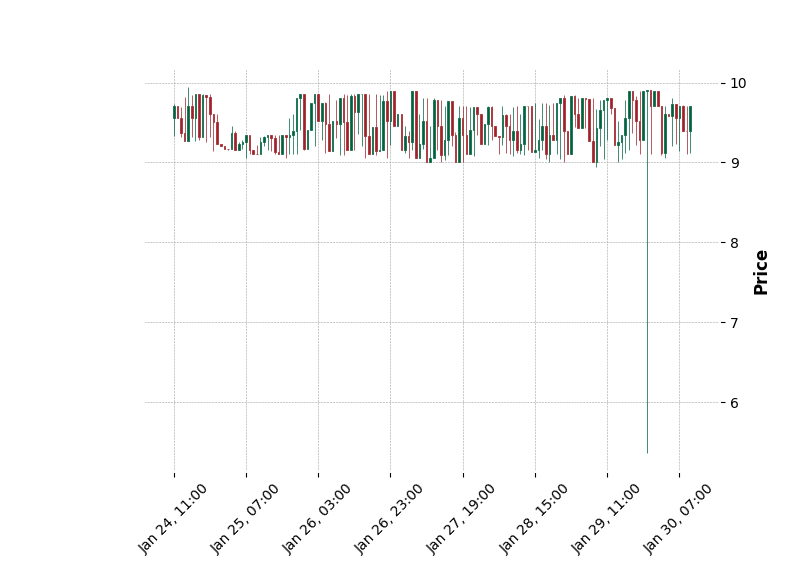 10
9
8
7
6
Price
Jan 24, 11:00
Jan 25, 07:00
Jan 26, 03:00
Jan 26, 23:00
Jan 27, 19:00
Jan 28, 15:00
Jan 29, 11:00
Jan 30, 07:00